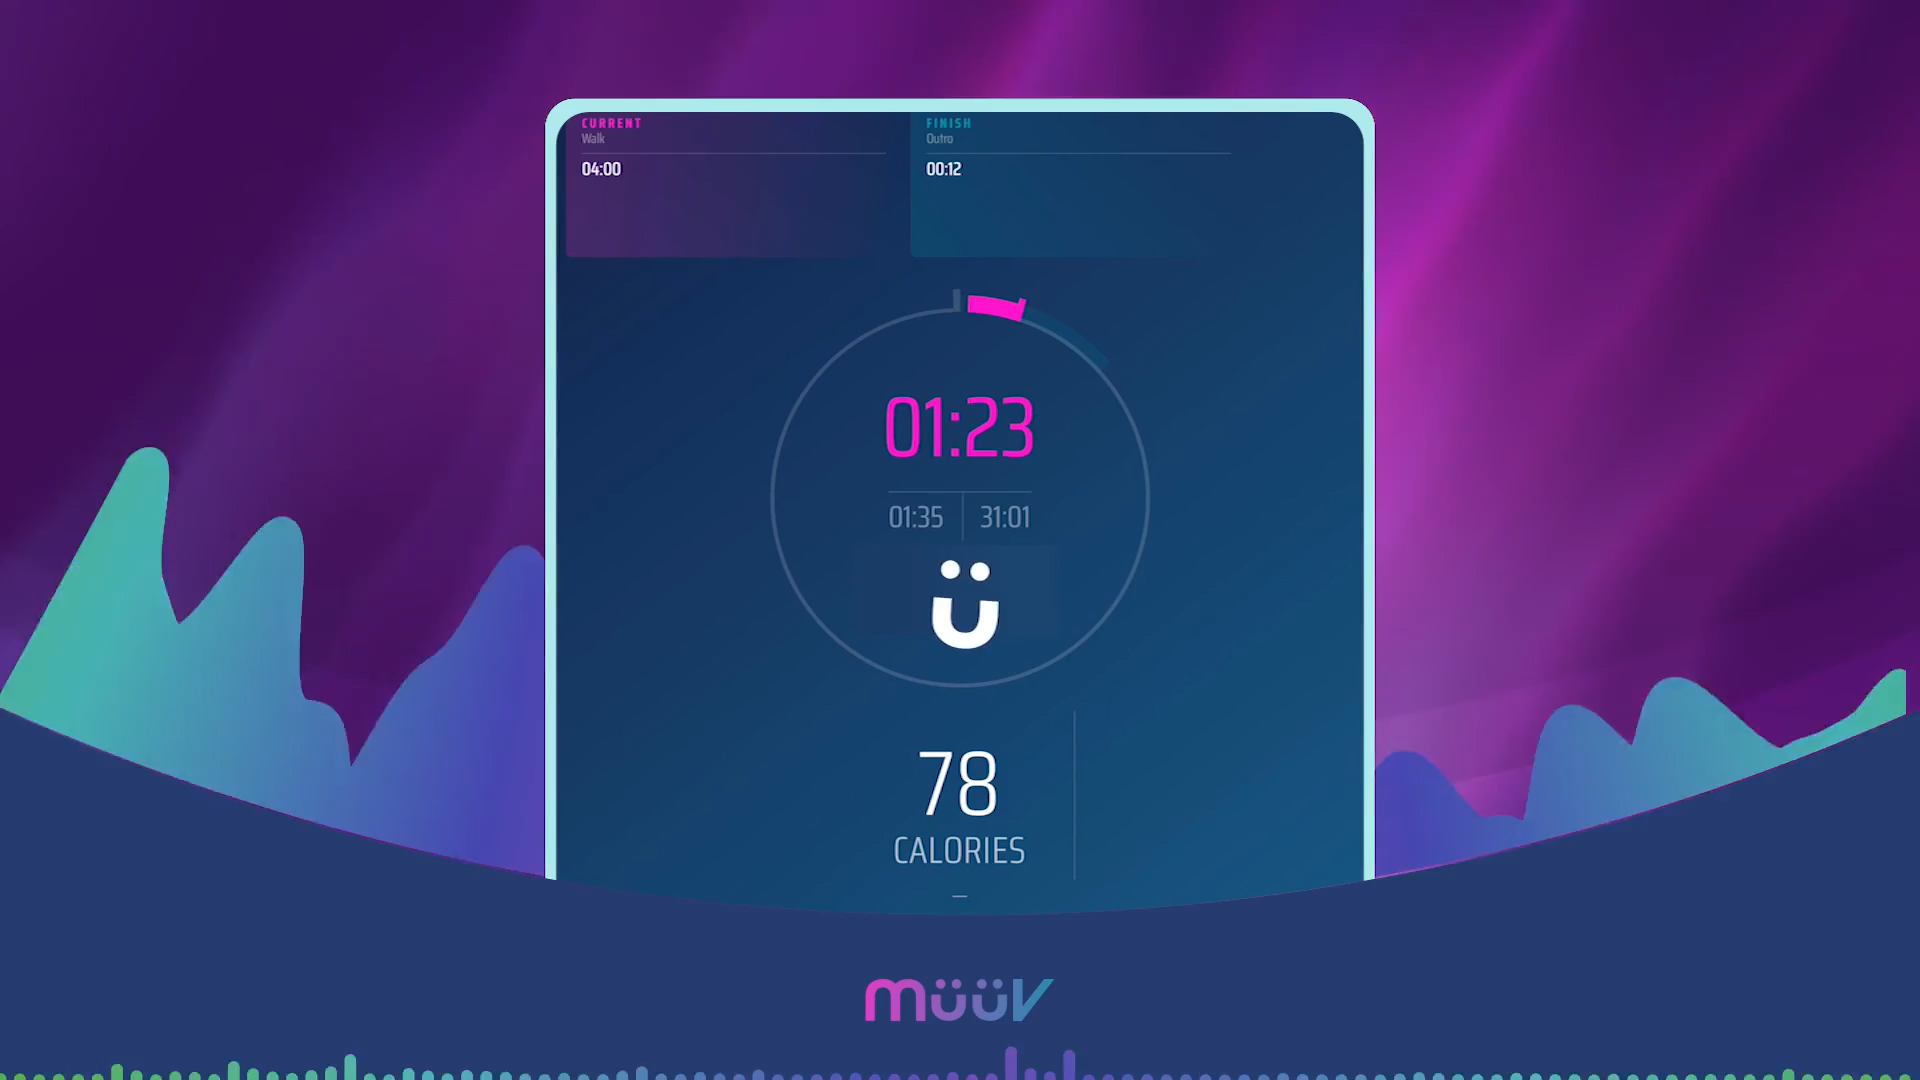 CURRENT
Walk
04:00
FINISH
Outro
00:12
01:23
01:35 31:01
ü
78
CALORIES
müüv